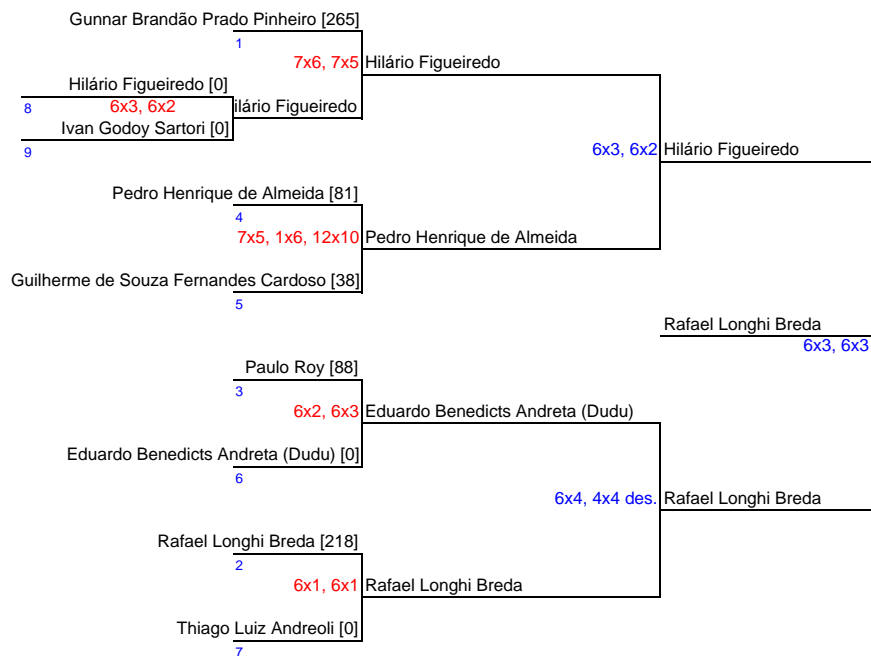 Gunnar Brandão Prado Pinheiro [265]
1
7x6, 7x5 Hilário Figueiredo
Hilário Figueiredo [0]
8 6x3, 6x2 ilário Figueiredo
Ivan Godoy Sartori [0]
9
6x3, 6x2 Hilário Figueiredo
Pedro Henrique de Almeida [81]
4
7x5, 1x6, 12x10 Pedro Henrique de Almeida
Guilherme de Souza Fernandes Cardoso [38]
5
Rafael Longhi Breda
6x3, 6x3
Paulo Roy [88]
3
6x2, 6x3 Eduardo Benedicts Andreta (Dudu)
Eduardo Benedicts Andreta (Dudu) [0]
6
6x4, 4x4 des. Rafael Longhi Breda
Rafael Longhi Breda [218]
2
6x1, 6x1 Rafael Longhi Breda
Thiago Luiz Andreoli [0]
7